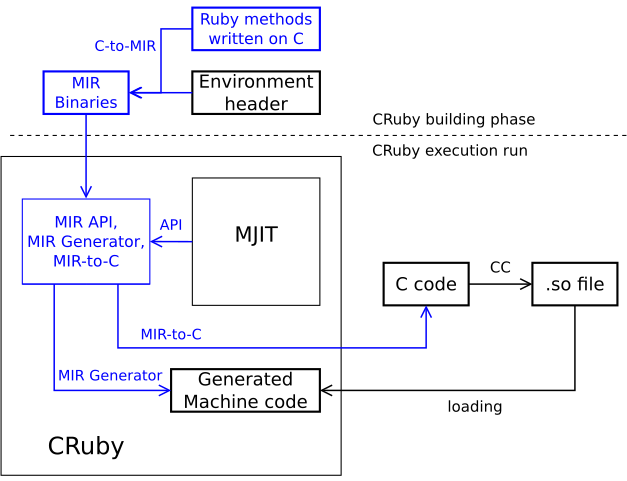 Ruby methods
written on C
C-to-MIR
MIR
Binaries
Environment
header
CRuby building phase
CRuby execution run
MIR API,
MIR Generator,
MIR-to-C
API
MJIT
C code
CC
.so file
MIR-to-C
MIR Generator
Generated
Machine code
loading
CRuby